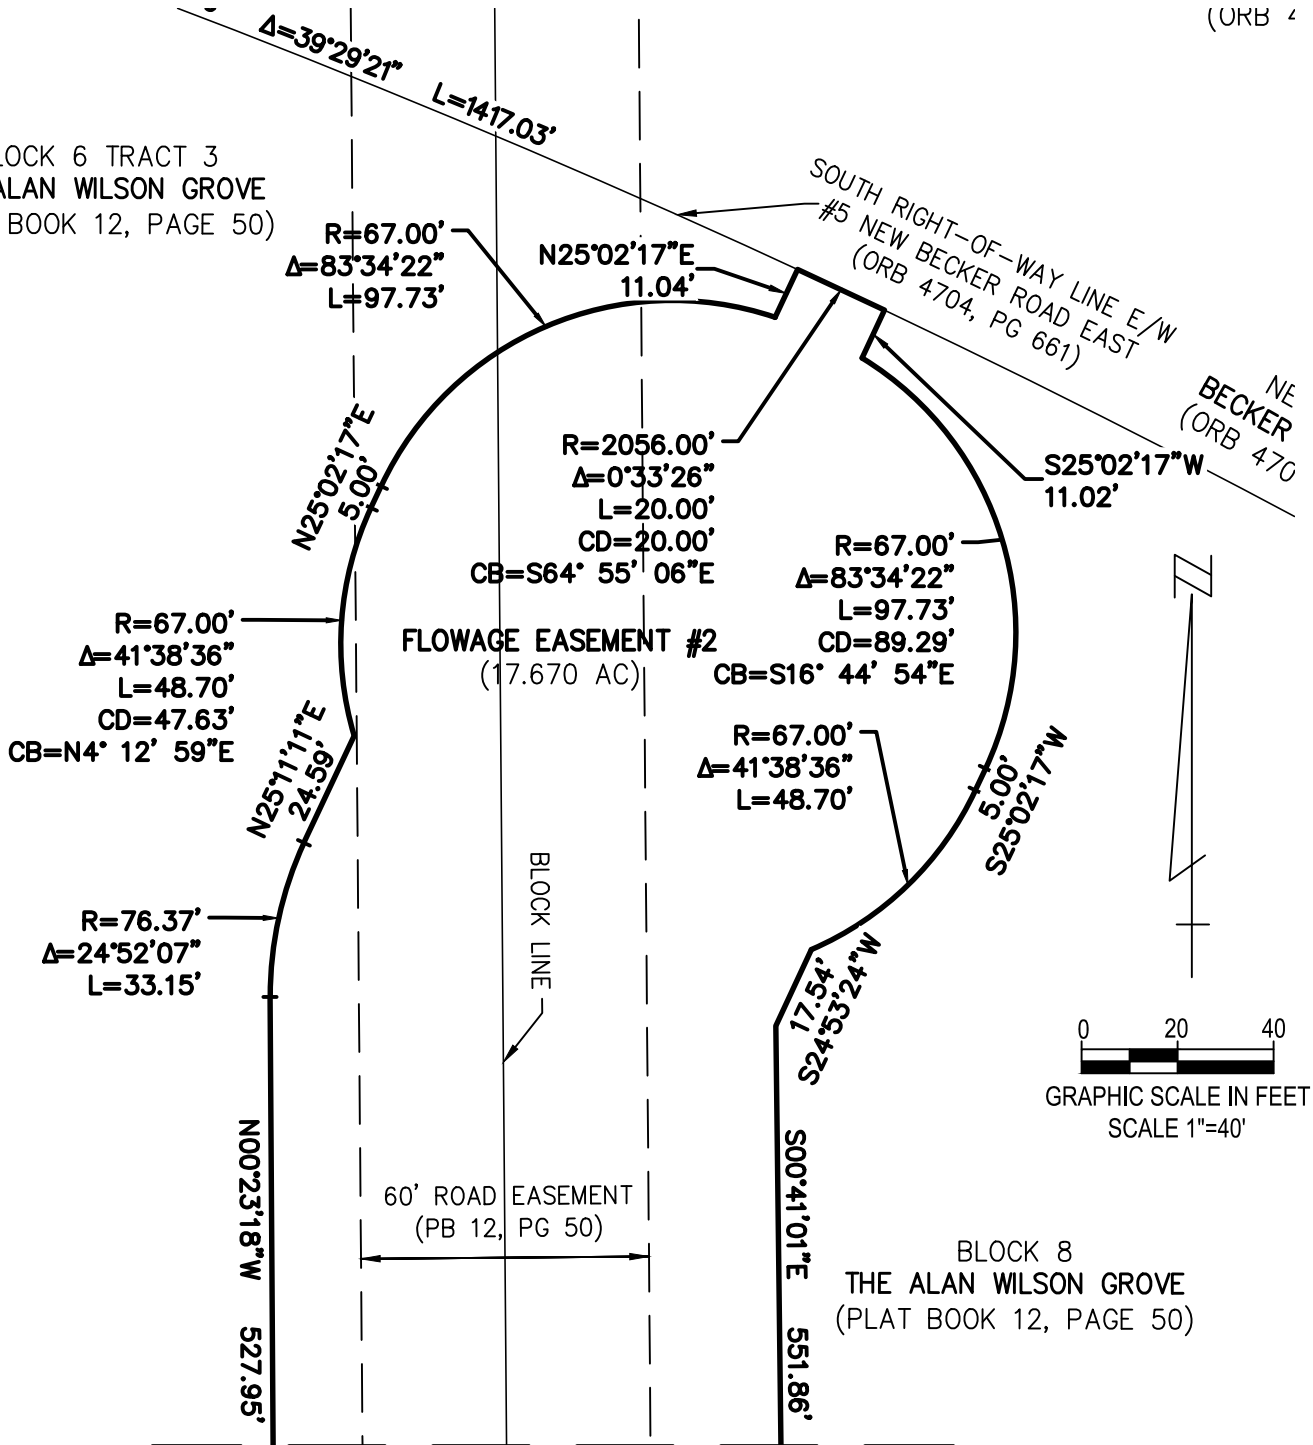 (ORB 4
Δ=39°29'21"
L=1417.03'
LOCK 6 TRACT 3
ALAN WILSON GROVE
BOOK 12, PAGE 50)
SOUTH RIGHT-OF-WAY LINE E/W
#5 NEW BECKER ROAD EAST
(ORB 4704, PG 661)
R=67.00'
Δ=83°34'22"
L=97.73'
N25°02'17"E
11.04'
NE
BECKER
(ORB 470
N25°02'17"E
5.00'
R=2056.00'
Δ=0°33'26"
L=20.00'
CD=20.00'
CB=S64° 55' 06"E
S25°02'17"W
11.02'
R=67.00'
Δ=83°34'22"
L=97.73'
CD=89.29'
CB=S16° 44' 54"E
R=67.00'
Δ=41°38'36"
L=48.70'
CD=47.63'
CB=N4° 12' 59"E
FLOWAGE EASEMENT #2
(17.670 AC)
N25°11'11"E
24.59'
R=67.00'
Δ=41°38'36"
L=48.70'
5.00'
S25°02'17"W
R=76.37'
Δ=24°52'07"
L=33.15'
BLOCK LINE
17.54'
S24°53'24"W
N
0 20 40
GRAPHIC SCALE IN FEET
SCALE 1"=40'
N00°23'18"W 527.95'
60' ROAD EASEMENT
(PB 12, PG 50)
S00°41'01"E 551.86'
BLOCK 8
THE ALAN WILSON GROVE
(PLAT BOOK 12, PAGE 50)